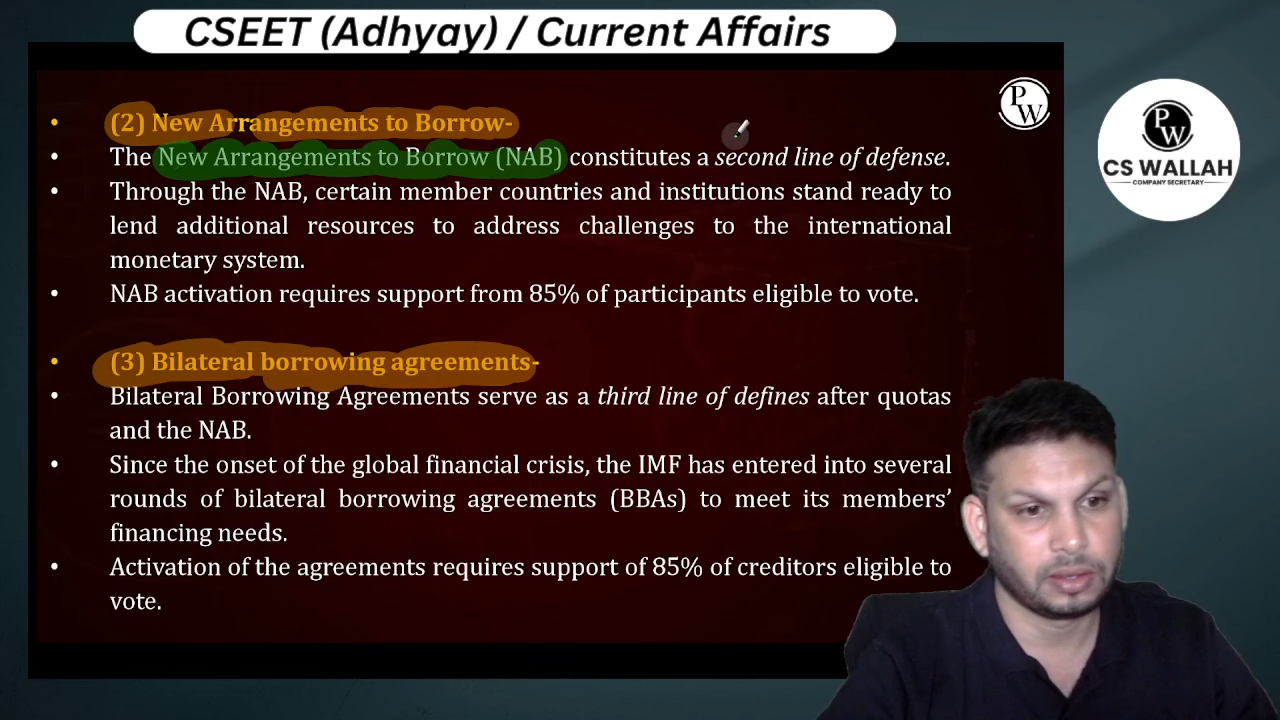 CSEET (Adhyay) / Current Affairs
• (2) New Arrangements to Borrow-
• The New Arrangements to Borrow (NAB) constitutes a second line of defense.
• Through the NAB, certain member countries and institutions stand ready to
lend additional resources to address challenges to the international
monetary system.
• NAB activation requires support from 85% of participants eligible to vote.
• (3) Bilateral borrowing agreements-
• Bilateral Borrowing Agreements serve as a third line of defines after quotas
and the NAB.
• Since the onset of the global financial crisis, the IMF has entered into several
rounds of bilateral borrowing agreements (BBAs) to meet its members’
financing needs.
• Activation of the agreements requires support of 85% of creditors eligible to
vote.
PW
PW
CS WALLAH
COMPANY SECRETARY